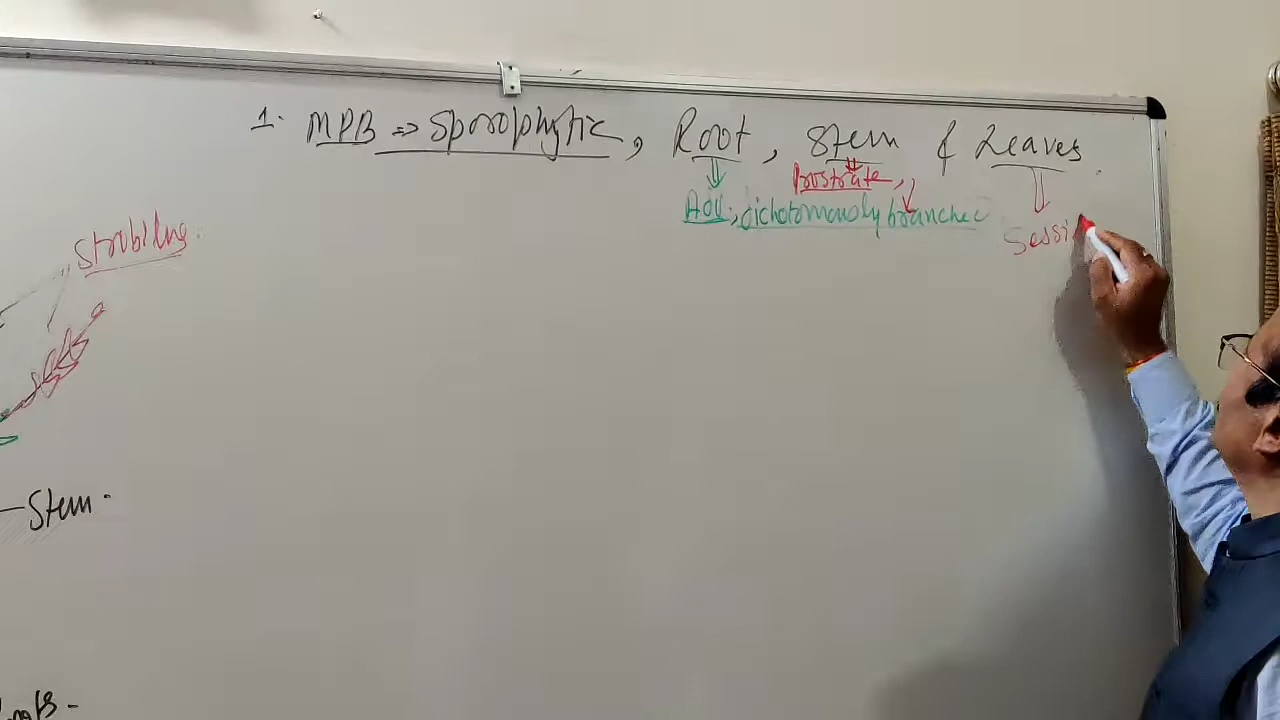 1. MPB ⇒ Sporophytic, Root, Stem & Leaves.
Prostrate,
Adv; dichotomously branched
Sessi
Strobilus.
Stem.